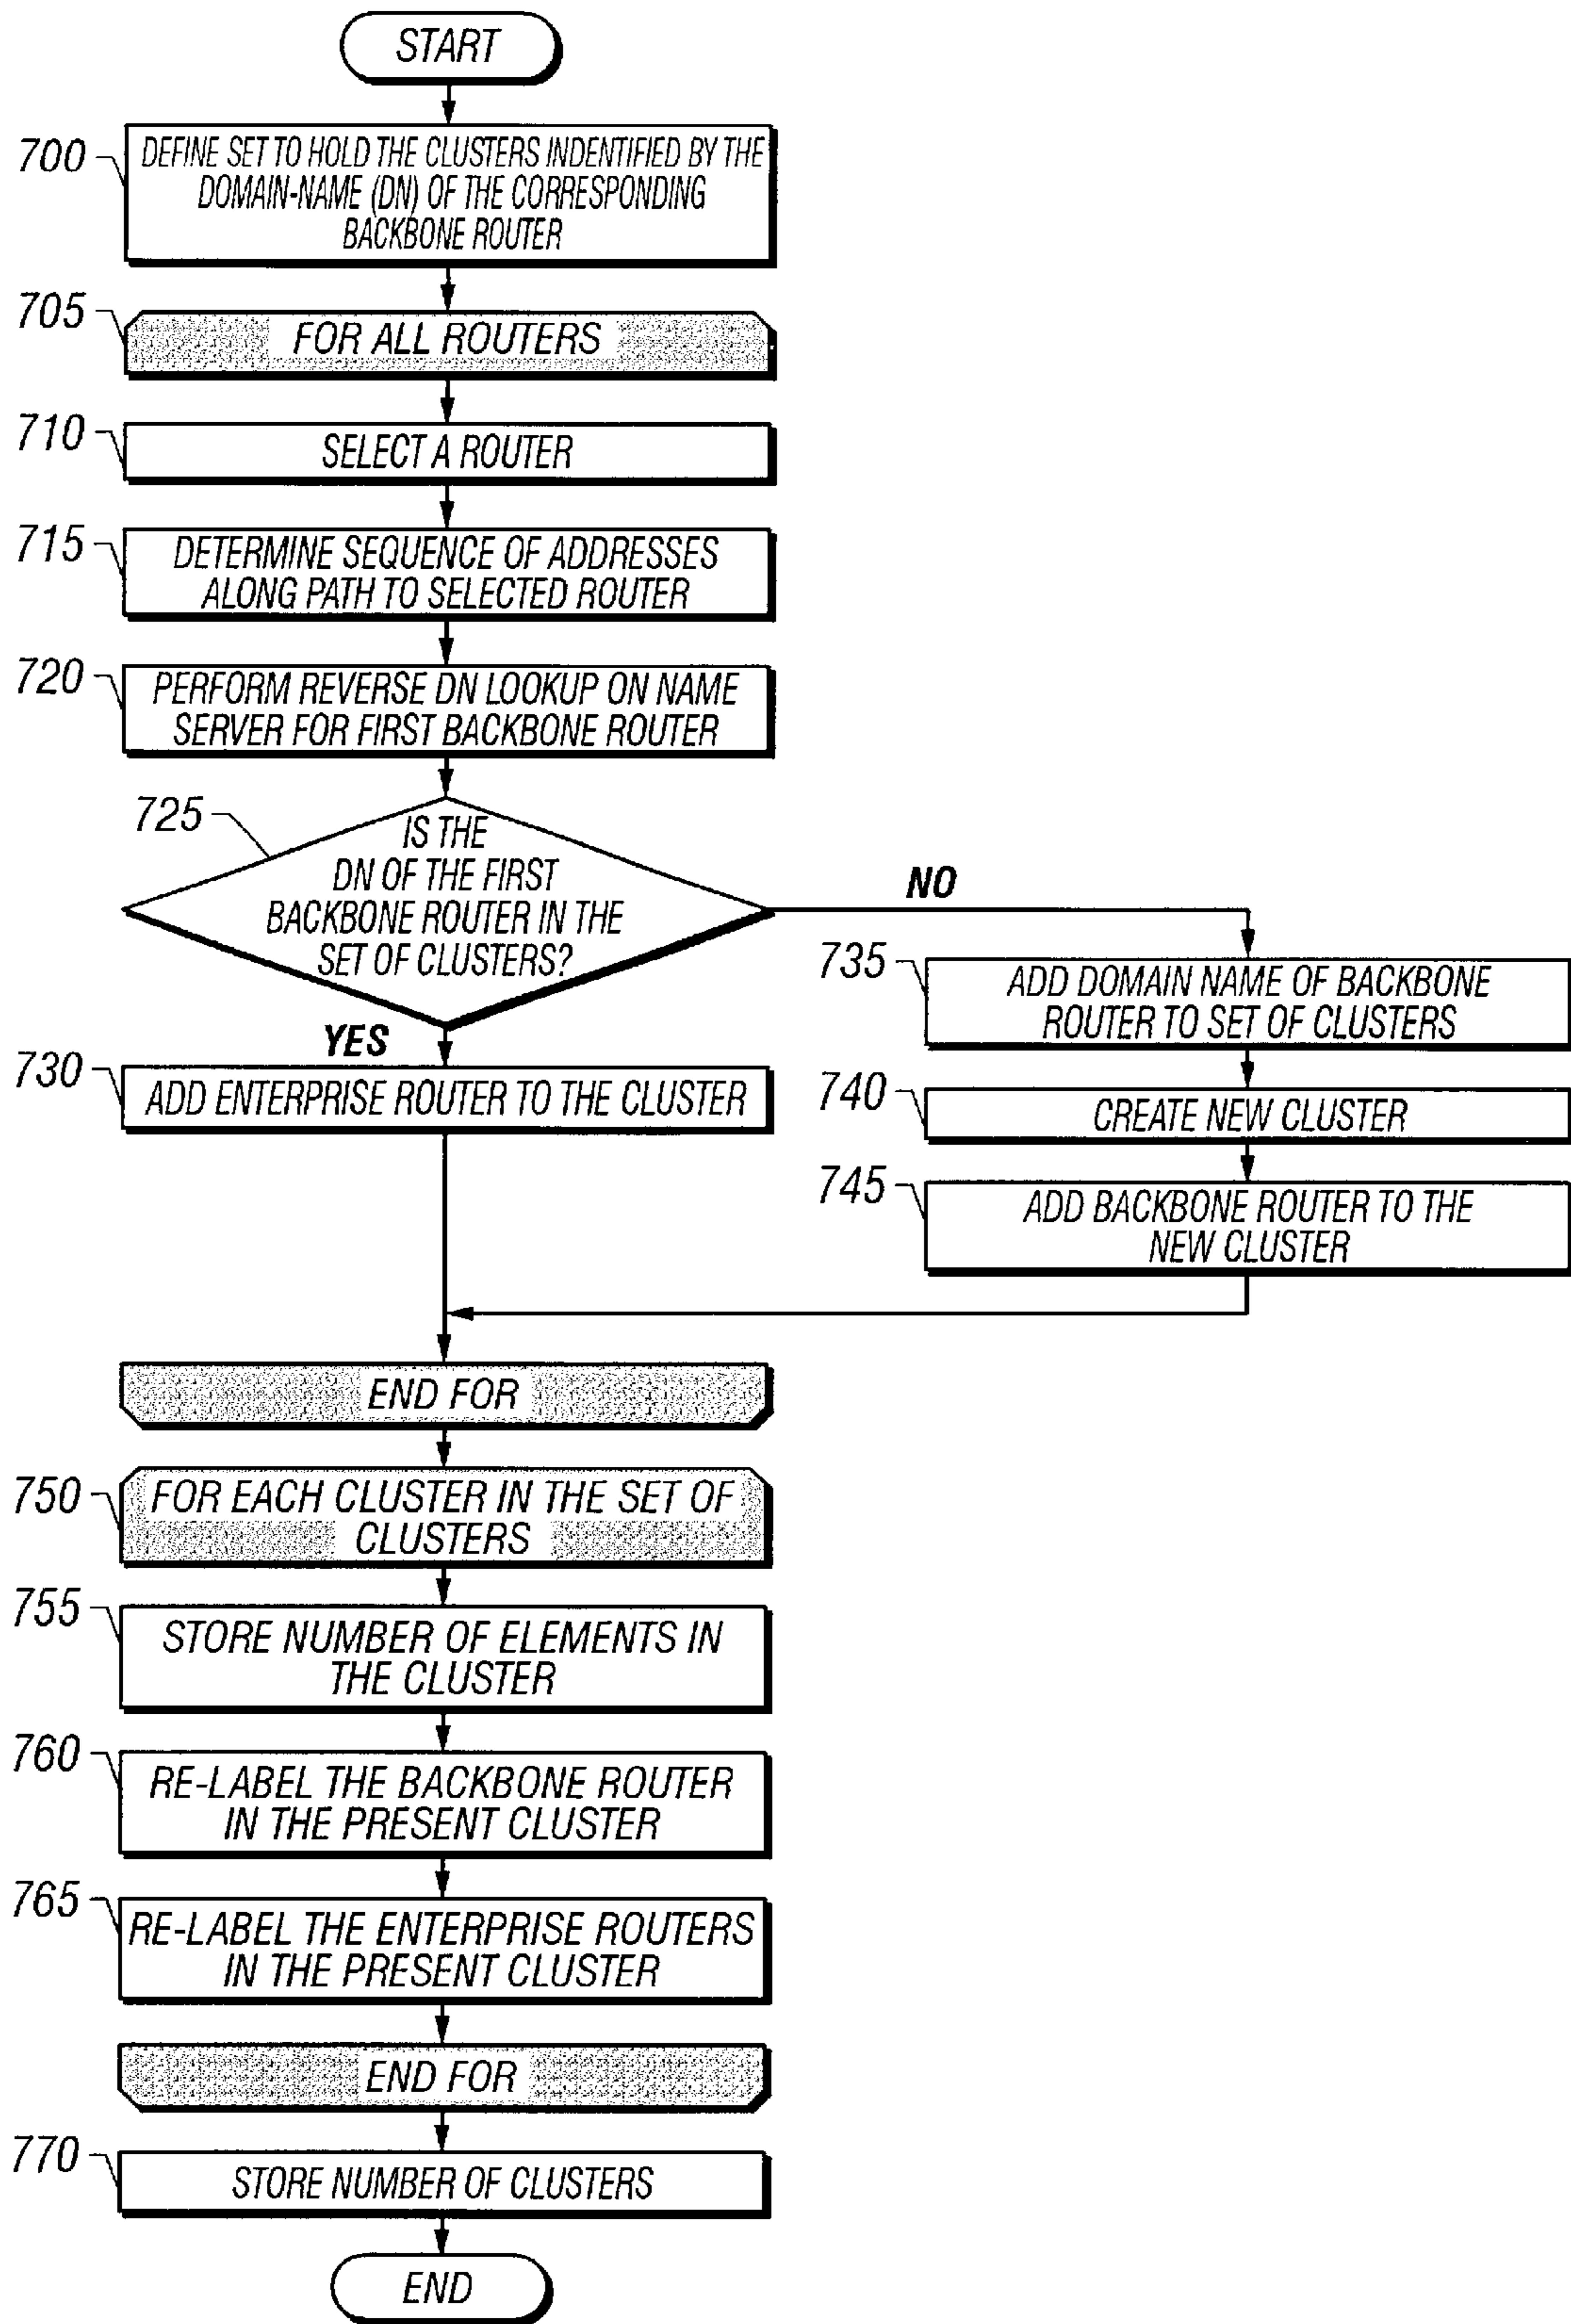 START
700
DEFINE SET TO HOLD THE CLUSTERS INDENTIFIED BY THE
DOMAIN-NAME (DN) OF THE CORRESPONDING
BACKBONE ROUTER
705
FOR ALL ROUTERS
710
SELECT A ROUTER
715
DETERMINE SEQUENCE OF ADDRESSES
ALONG PATH TO SELECTED ROUTER
720
PERFORM REVERSE DN LOOKUP ON NAME
SERVER FOR FIRST BACKBONE ROUTER
725
IS THE
DN OF THE FIRST
BACKBONE ROUTER IN THE
SET OF CLUSTERS?
NO
YES
730
ADD ENTERPRISE ROUTER TO THE CLUSTER
735
ADD DOMAIN NAME OF BACKBONE
ROUTER TO SET OF CLUSTERS
740
CREATE NEW CLUSTER
745
ADD BACKBONE ROUTER TO THE
NEW CLUSTER
END FOR
750
FOR EACH CLUSTER IN THE SET OF
CLUSTERS
755
STORE NUMBER OF ELEMENTS IN
THE CLUSTER
760
RE-LABEL THE BACKBONE ROUTER
IN THE PRESENT CLUSTER
765
RE-LABEL THE ENTERPRISE ROUTERS
IN THE PRESENT CLUSTER
END FOR
770
STORE NUMBER OF CLUSTERS
END